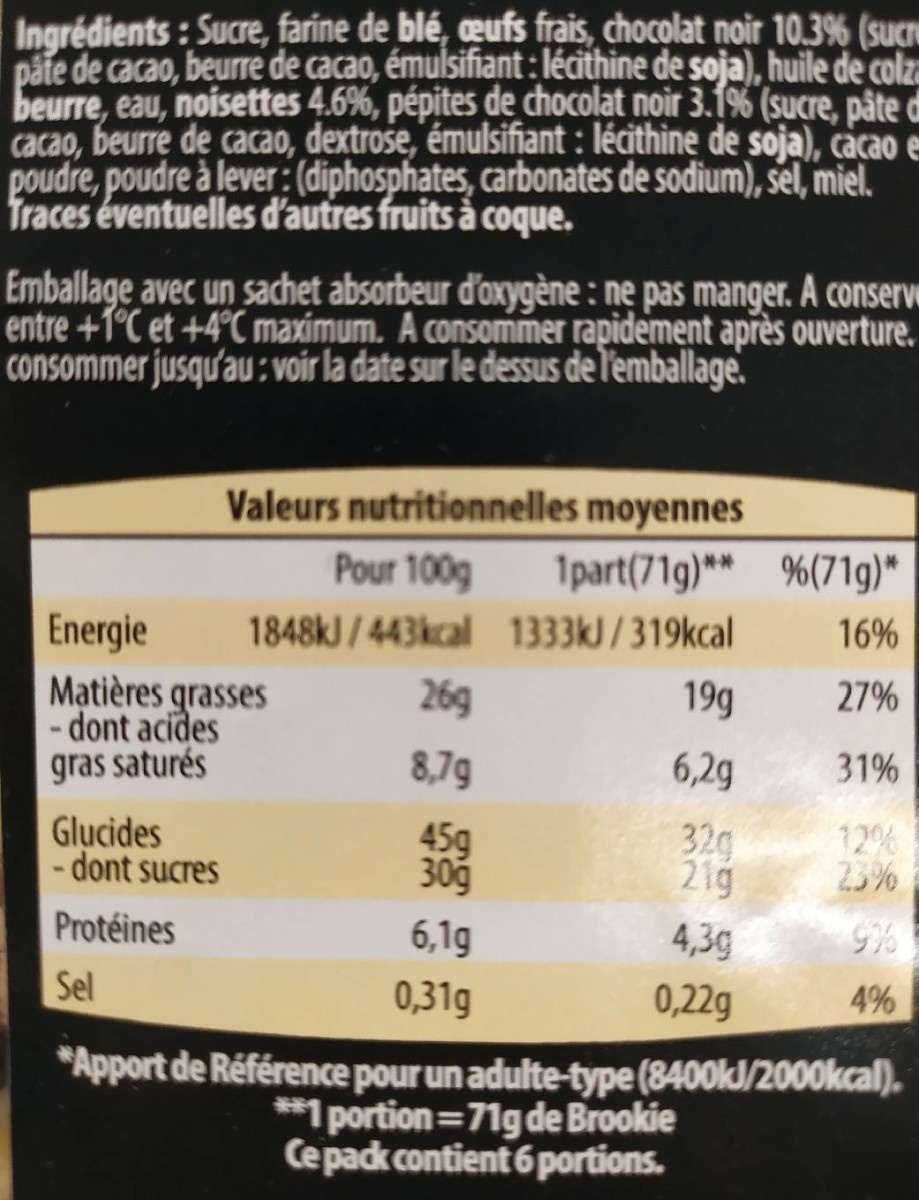 Ingrédients : Sucre, farine de blé, œufs frais, chocolat noir 10.3% (sucr
pâte de cacao, beurre de cacao, émulsifiant : lécithine de soja), huile de colza
beurre, eau, noisettes 4.6%, pépites de chocolat noir 3.1% (sucre, pâte d
cacao, beurre de cacao, dextrose, émulsifiant : lécithine de soja), cacao e
poudre, poudre à lever : (diphosphates, carbonates de sodium), sel, miel.
Traces éventuelles d'autres fruits à coque.
Emballage avec un sachet absorbeur d'oxygène : ne pas manger. A conserv
entre +1°C et +4°C maximum. A consommer rapidement après ouverture.
consommer jusqu'au : voir la date sur le dessus de l'emballage.
Valeurs nutritionnelles moyennes
Pour 100g 1part(71g)** %(71g)*
Energie 1848kJ / 443kcal 1333kJ / 319kcal 16%
Matières grasses 26g 19g 27%
- dont acides
gras saturés 8,7g 6,2g 31%
Glucides 45g 32g 12%
- dont sucres 30g 21g 23%
Protéines 6,1g 4,3g 9%
Sel 0,31g 0,22g 4%
*Apport de Référence pour un adulte-type (8400kJ/2000kcal).
**1 portion = 71g de Brookie
Ce pack contient 6 portions.